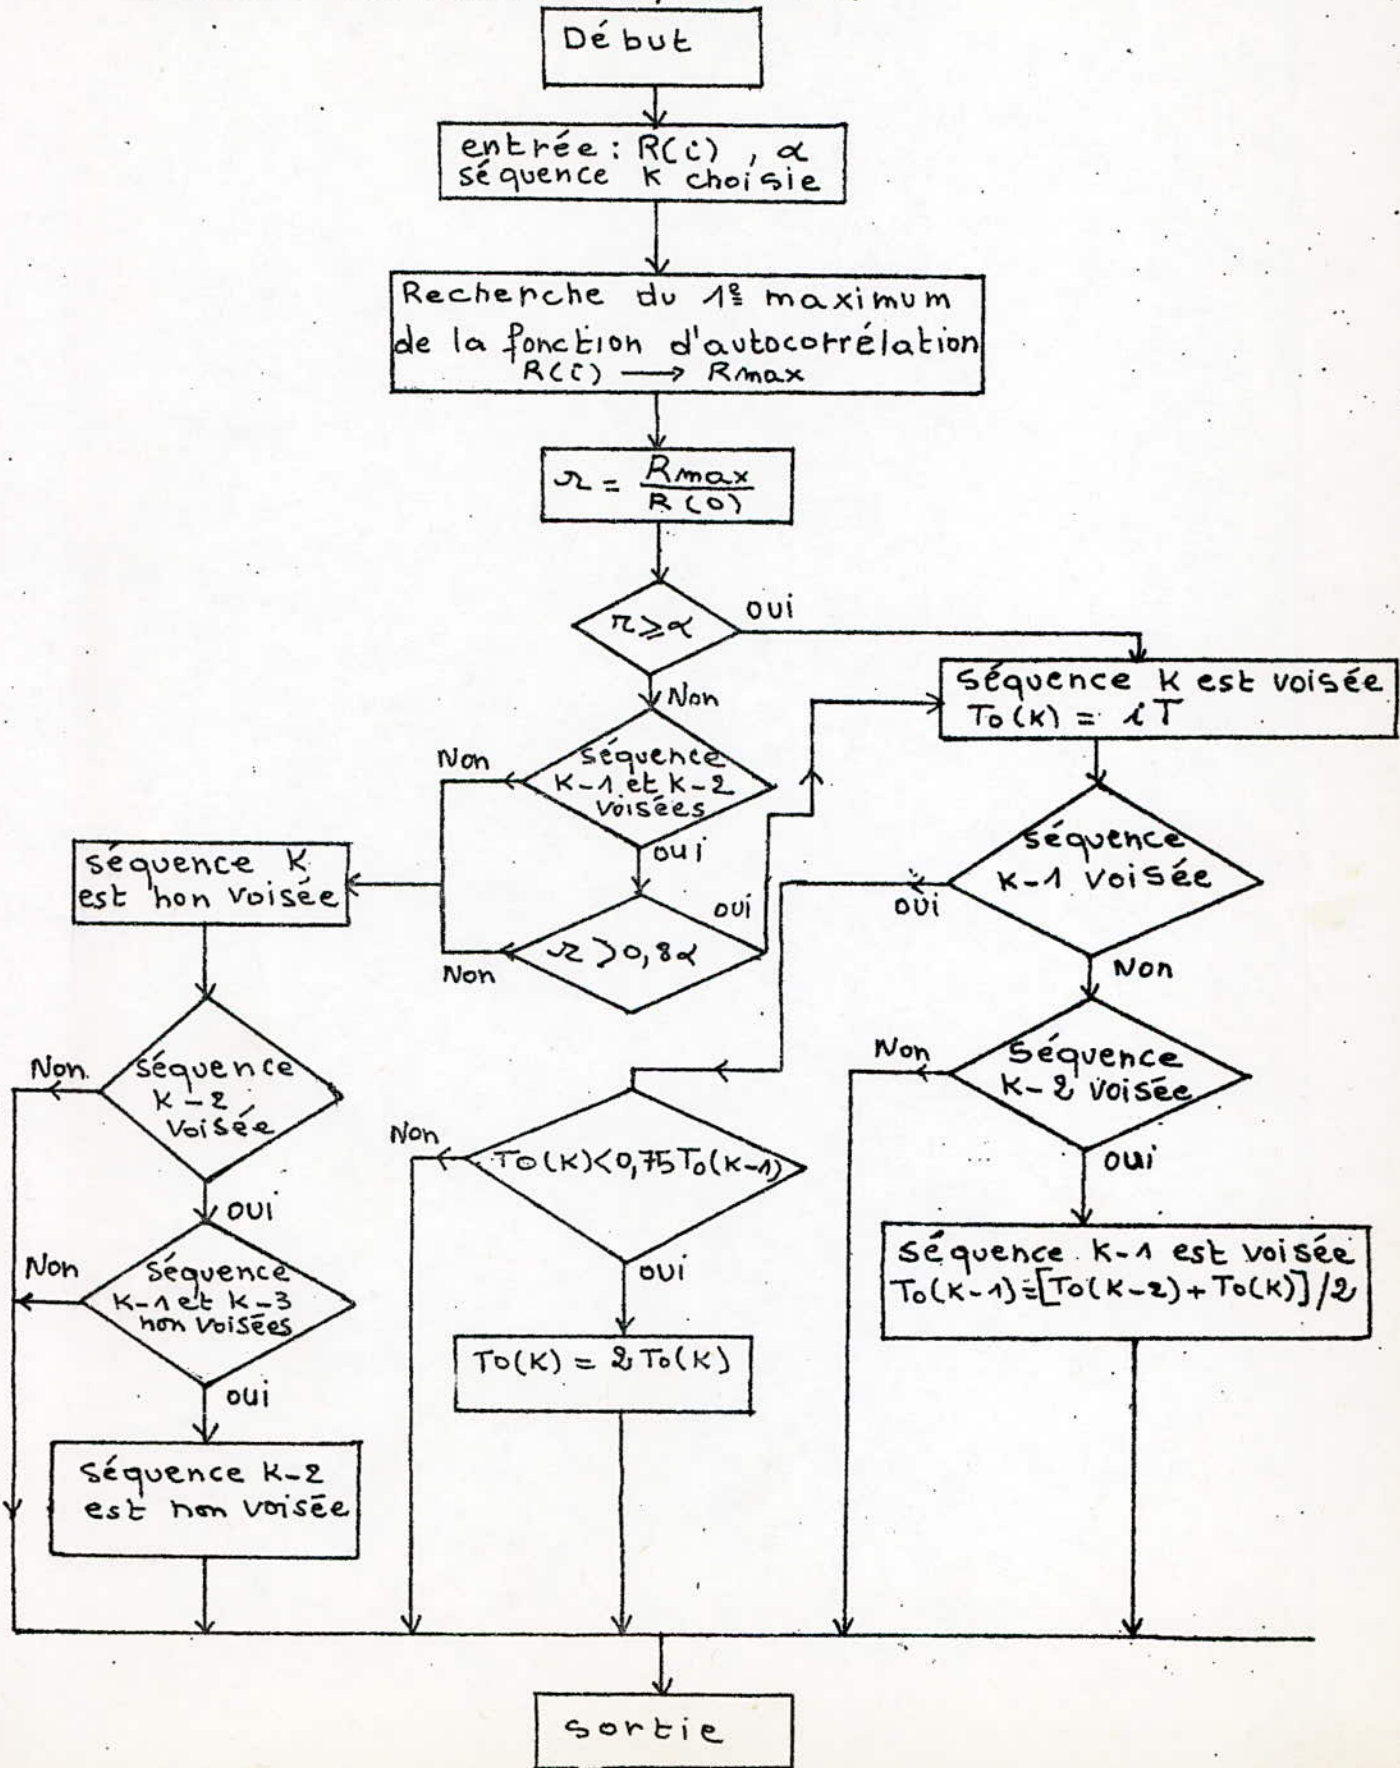 Début
entrée : R(i) , α
séquence K choisie
Recherche du 1e maximum
de la fonction d'autocorrélation
R(i) → Rmax
r = Rmax / R(0)
r ≥ α
oui
Non
séquence K est voisée
To(K) = iT
séquence
K-1 et K-2
voisées
Non
oui
séquence K
est non voisée
r > 0,8α
oui
Non
séquence
K-1 voisée
oui
Non
séquence
K-2
voisée
Non
oui
To(K) < 0,75 To(K-1)
Non
oui
séquence
K-2 voisée
Non
oui
séquence
K-1 et K-3
non voisées
Non
oui
To(K) = 2 To(K)
séquence K-1 est voisée
To(K-1) = [To(K-2) + To(K)] /2
séquence K-2
est non voisée
sortie